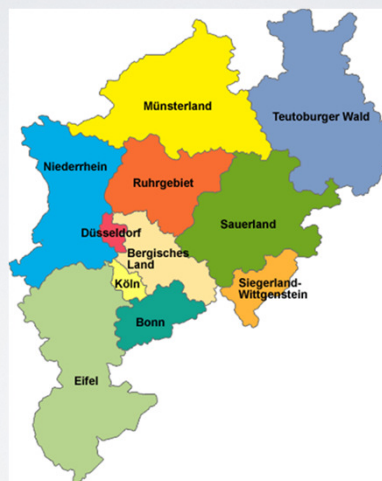 Münsterland
Teutoburger Wald
Niederrhein
Ruhrgebiet
Sauerland
Düsseldorf
Bergisches
Land
Köln
Siegerland-
Wittgenstein
Bonn
Eifel